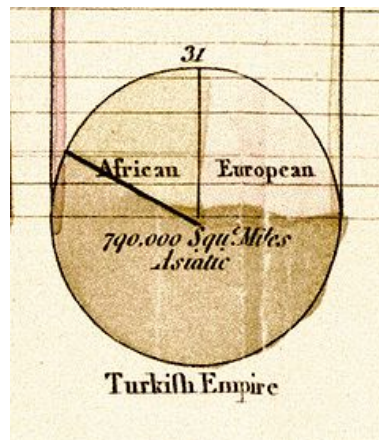 31
African European
790.000 Squ. Miles
Asiatic
Turkiſh Empire